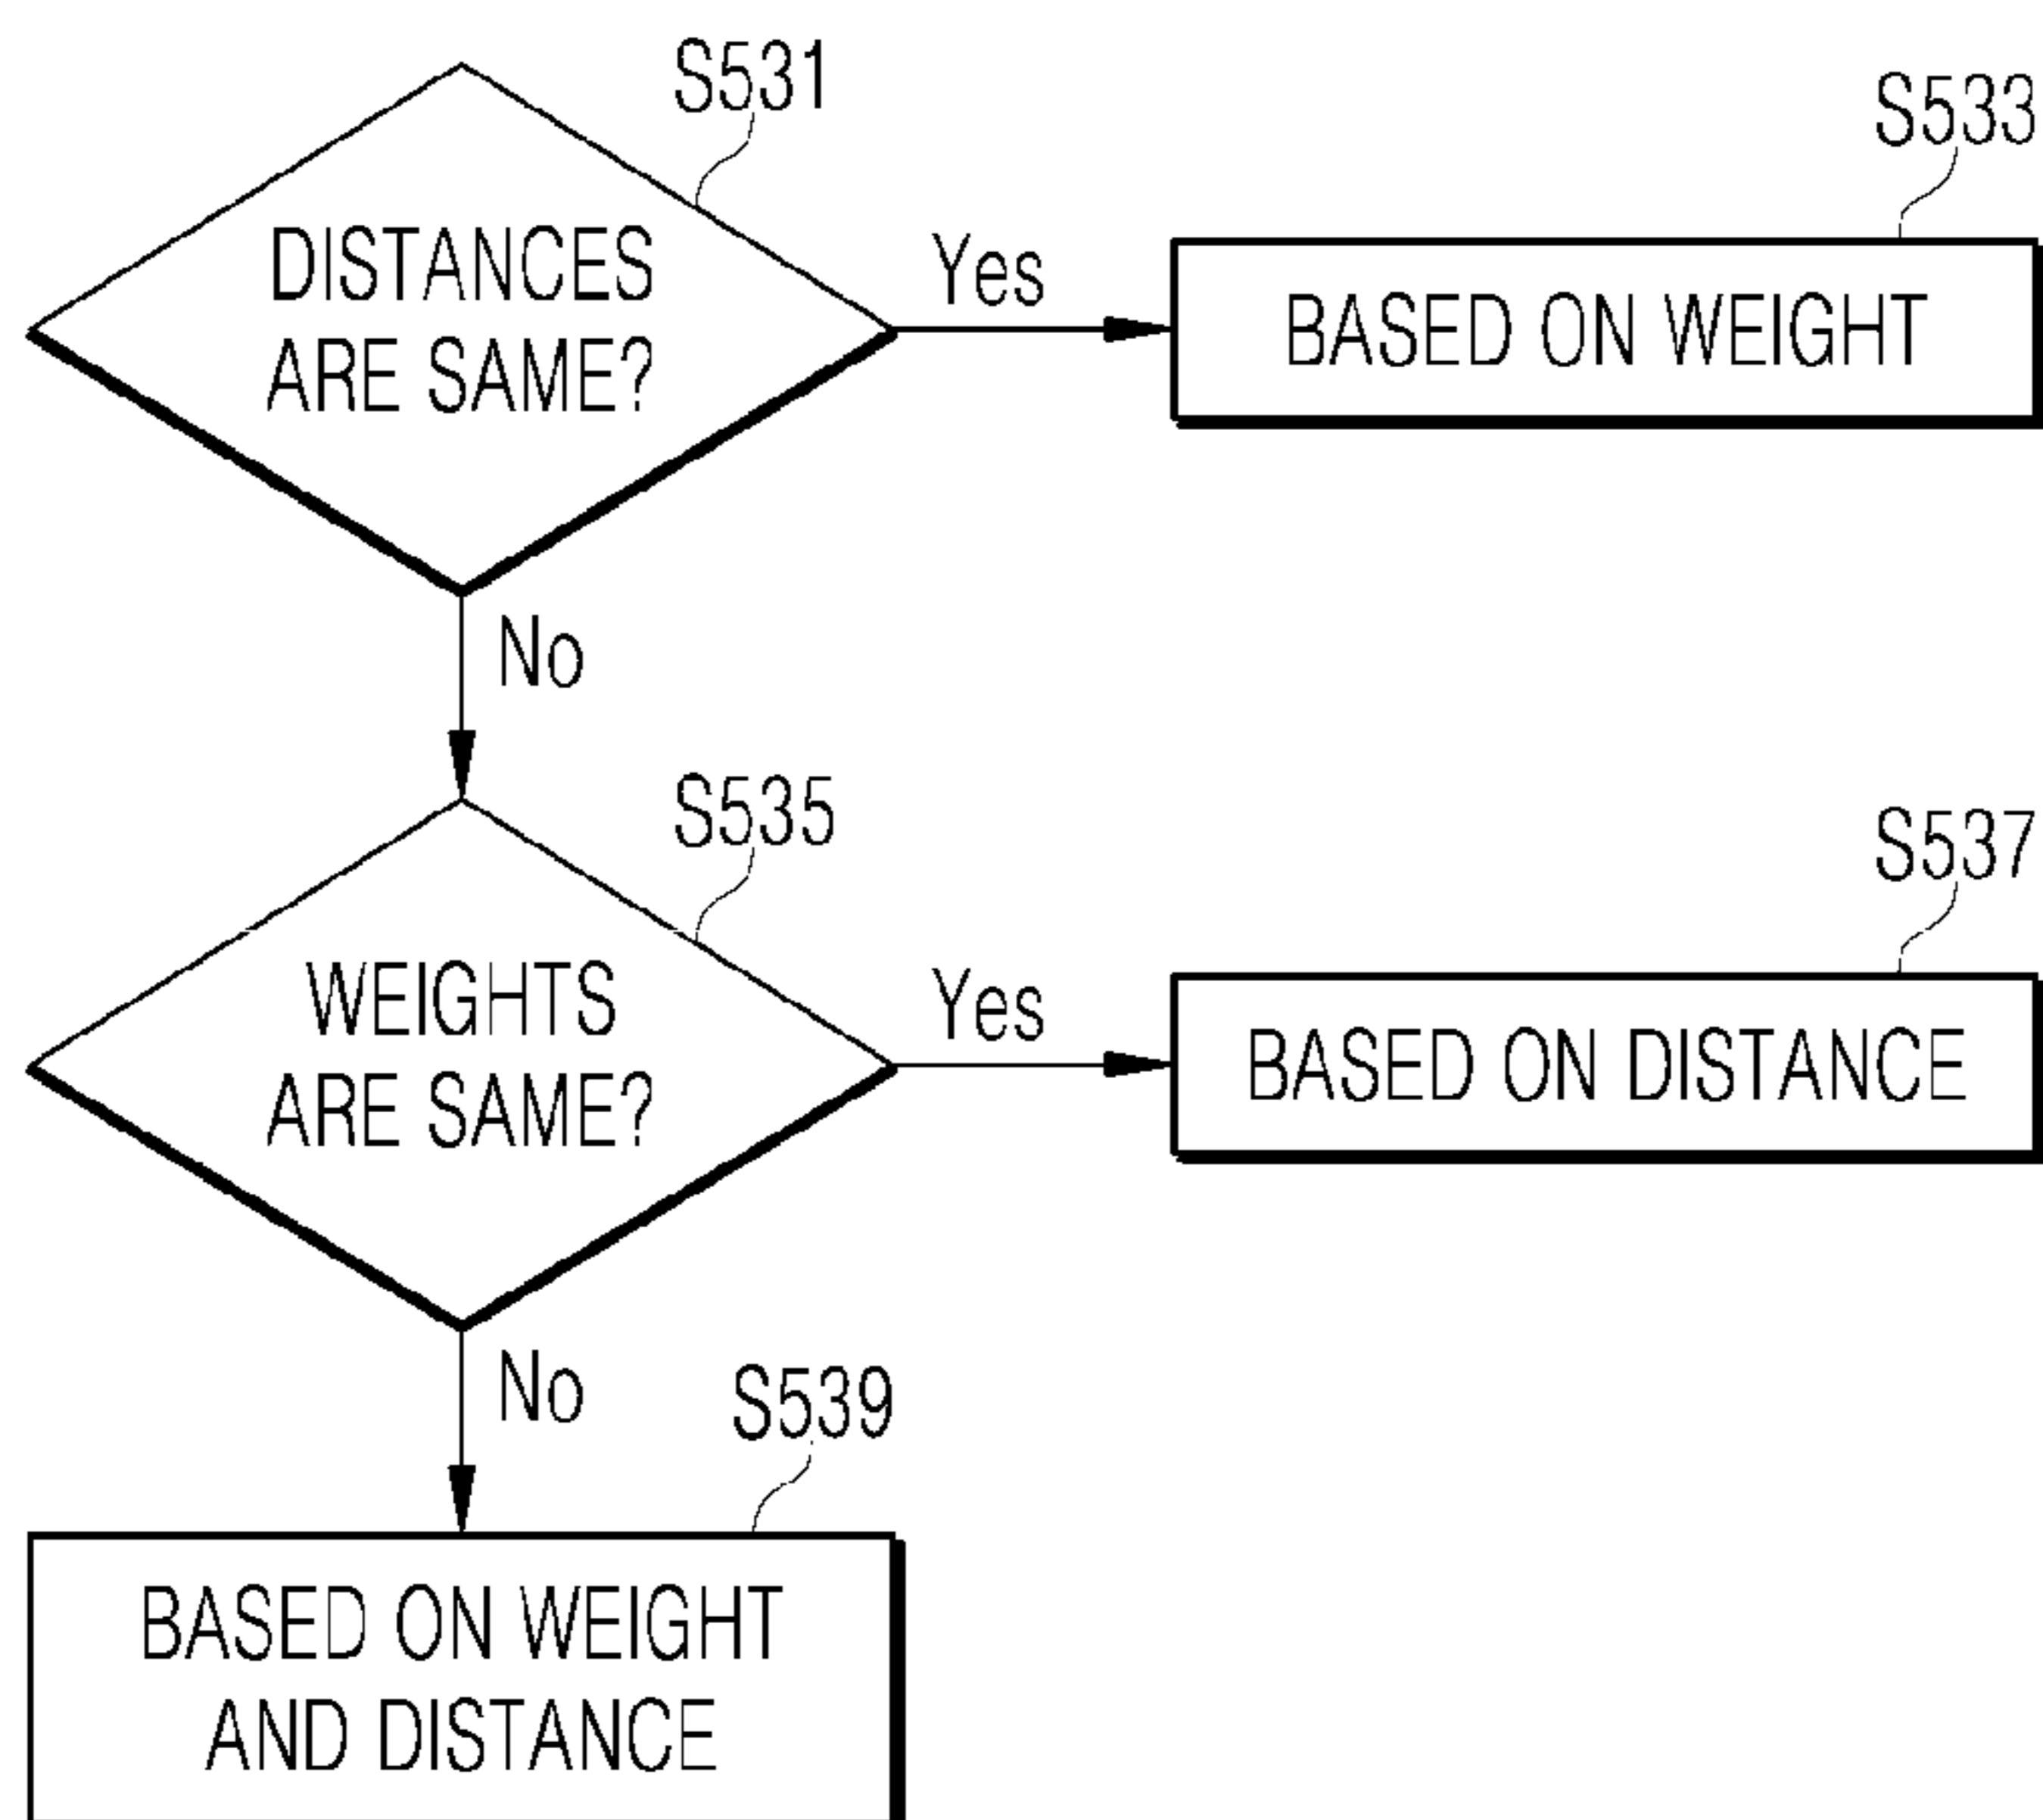 S531
S533
DISTANCES
ARE SAME?
Yes
BASED ON WEIGHT
No
S535
S537
WEIGHTS
ARE SAME?
Yes
BASED ON DISTANCE
No
S539
BASED ON WEIGHT
AND DISTANCE